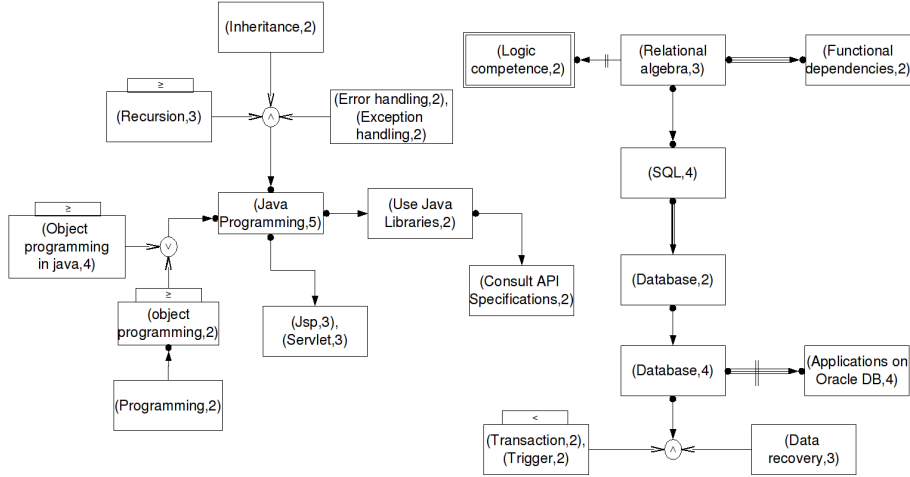 (Inheritance,2)
≥
(Recursion,3)
∧
(Error handling,2),
(Exception
handling,2)
≥
(Object
programming
in java,4)
∨
(Java
Programming,5)
(Use Java
Libraries,2)
≥
(object
programming,2)
(Jsp,3),
(Servlet,3)
(Consult API
Specifications,2)
(Programming,2)
(Logic
competence,2)
(Relational
algebra,3)
(Functional
dependencies,2)
(SQL,4)
(Database,2)
(Database,4)
(Applications on
Oracle DB,4)
<
(Transaction,2),
(Trigger,2)
∧
(Data
recovery,3)